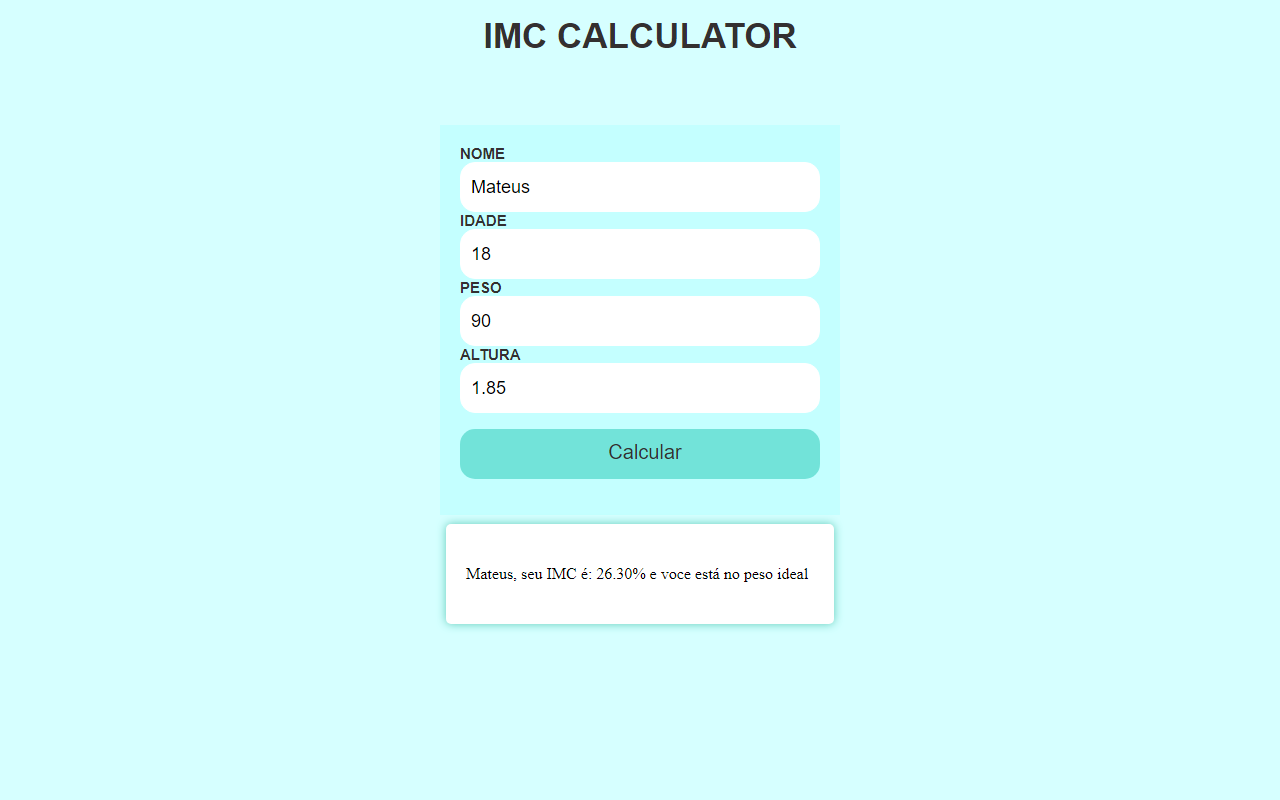 IMC CALCULATOR
NOME
Mateus
IDADE
18
PESO
90
ALTURA
1.85
Calcular
Mateus, seu IMC é: 26.30% e voce está no peso ideal